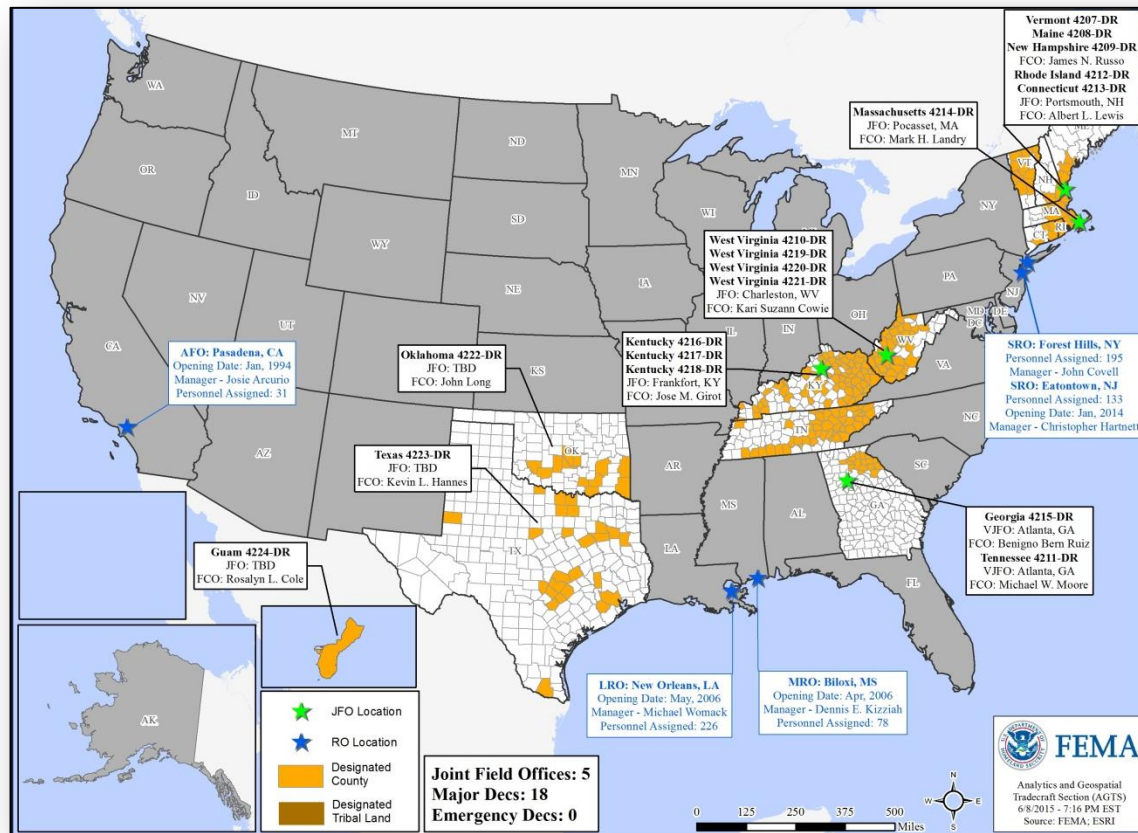 Vermont 4207-DR
Maine 4208-DR
New Hampshire 4209-DR
FCO: James N. Russo
Rhode Island 4212-DR
Connecticut 4213-DR
JFO: Portsmouth, NH
FCO: Albert L. Lewis
Massachusetts 4214-DR
JFO: Pocasset, MA
FCO: Mark H. Landry
West Virginia 4210-DR
West Virginia 4219-DR
West Virginia 4220-DR
West Virginia 4221-DR
JFO: Charleston, WV
FCO: Kari Suzann Cowie
Kentucky 4216-DR
Kentucky 4217-DR
Kentucky 4218-DR
JFO: Frankfort, KY
FCO: Jose M. Girot
Oklahoma 4222-DR
JFO: TBD
FCO: John Long
Texas 4223-DR
JFO: TBD
FCO: Kevin L. Hannes
Guam 4224-DR
JFO: TBD
FCO: Rosalyn L. Cole
AFO: Pasadena, CA
Opening Date: Jan, 1994
Manager - Josie Arcurio
Personnel Assigned: 31
SRO: Forest Hills, NY
Personnel Assigned: 195
Manager - John Covell
SRO: Eatontown, NJ
Personnel Assigned: 133
Opening Date: Jan, 2014
Manager - Christopher Hartnett
Georgia 4215-DR
VJFO: Atlanta, GA
FCO: Benigno Bern Ruiz
Tennessee 4211-DR
VJFO: Atlanta, GA
FCO: Michael W. Moore
LRO: New Orleans, LA
Opening Date: May, 2006
Manager - Michael Womack
Personnel Assigned: 226
MRO: Biloxi, MS
Opening Date: Apr, 2006
Manager - Dennis E. Kizziah
Personnel Assigned: 78
WA
MT
ND
MN
OR
ID
SD
WI
WY
IA
NE
NV
UT
CA
KS
IL
IN
OH
PA
NY
VT
NH
ME
MA
CT
RI
NJ
MD
DC
DE
WV
VA
KY
TN
NC
SC
GA
AL
MS
AR
LA
FL
OK
TX
AZ
AK
JFO Location
RO Location
Designated County
Designated Tribal Land
Joint Field Offices: 5
Major Decs: 18
Emergency Decs: 0
0 125 250 375 500
Miles
N
W
E
S
FEMA
Analytics and Geospatial
Tradecraft Section (AGTS)
6/8/2015 - 7:16 PM EST
Source: FEMA; ESRI